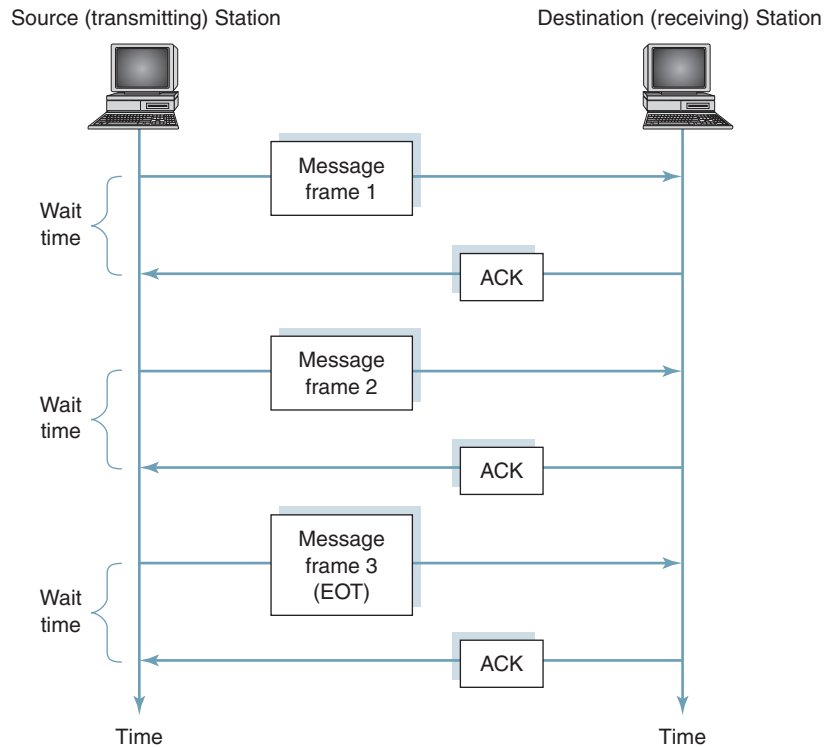 Source (transmitting) Station
Destination (receiving) Station
Message
frame 1
Wait
time
ACK
Message
frame 2
Wait
time
ACK
Message
frame 3
(EOT)
Wait
time
ACK
Time
Time